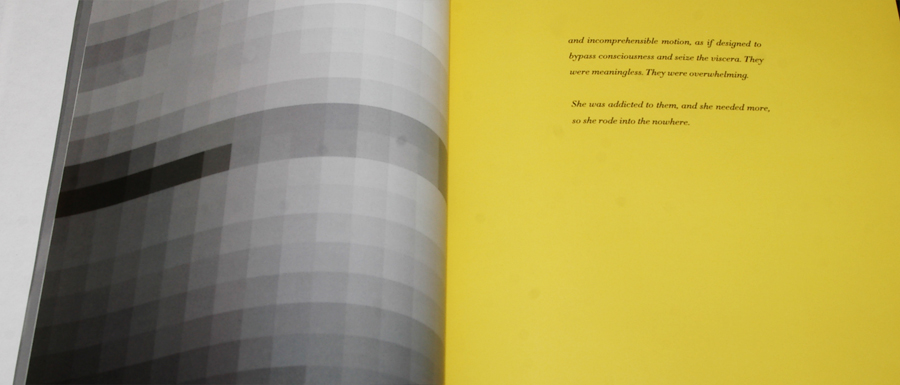 and incomprehensible motion, as if designed to
bypass consciousness and seize the viscera. They
were meaningless. They were overwhelming.
She was addicted to them, and she needed more,
so she rode into the nowhere.